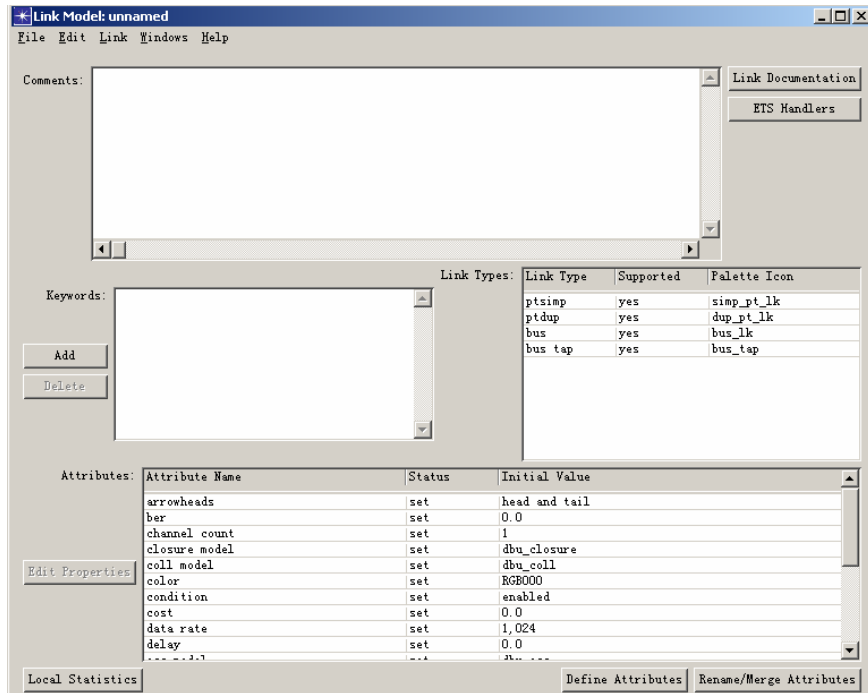 Link Model: unnamed
File Edit Link Windows Help
Comments:
Link Documentation
ETS Handlers
Keywords:
Add
Delete
Link Types:
Link Type Supported Palette Icon
ptsimp yes simp_pt_lk
ptdup yes dup_pt_lk
bus yes bus_lk
bus tap yes bus_tap
Attributes:
Attribute Name Status Initial Value
arrowheads set head and tail
ber set 0.0
channel count set 1
closure model set dbu_closure
coll model set dbu_coll
color set RGB000
condition set enabled
cost set 0.0
data rate set 1,024
delay set 0.0
Edit Properties
Local Statistics
Define Attributes
Rename/Merge Attributes